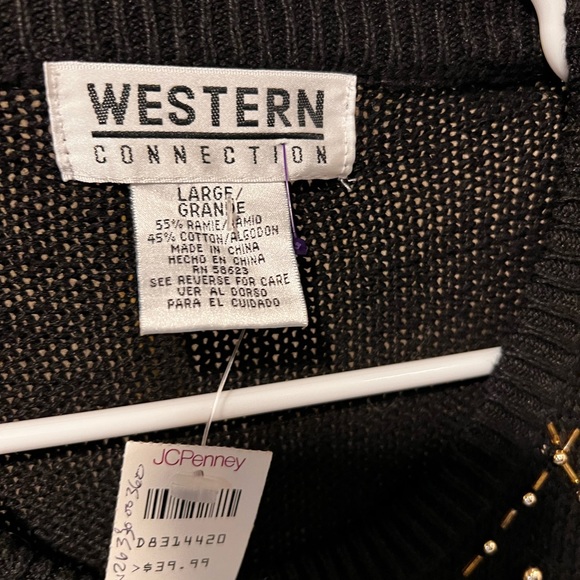 WESTERN
CONNECTION
LARGE/
GRANDE
55% RAMIE/RAMIO
45% COTTON/ALGODON
MADE IN CHINA
HECHO EN CHINA
RN 58623
SEE REVERSE FOR CARE
VER AL DORSO
PARA EL CUIDADO
JCPenney
D8314420
>$39.99